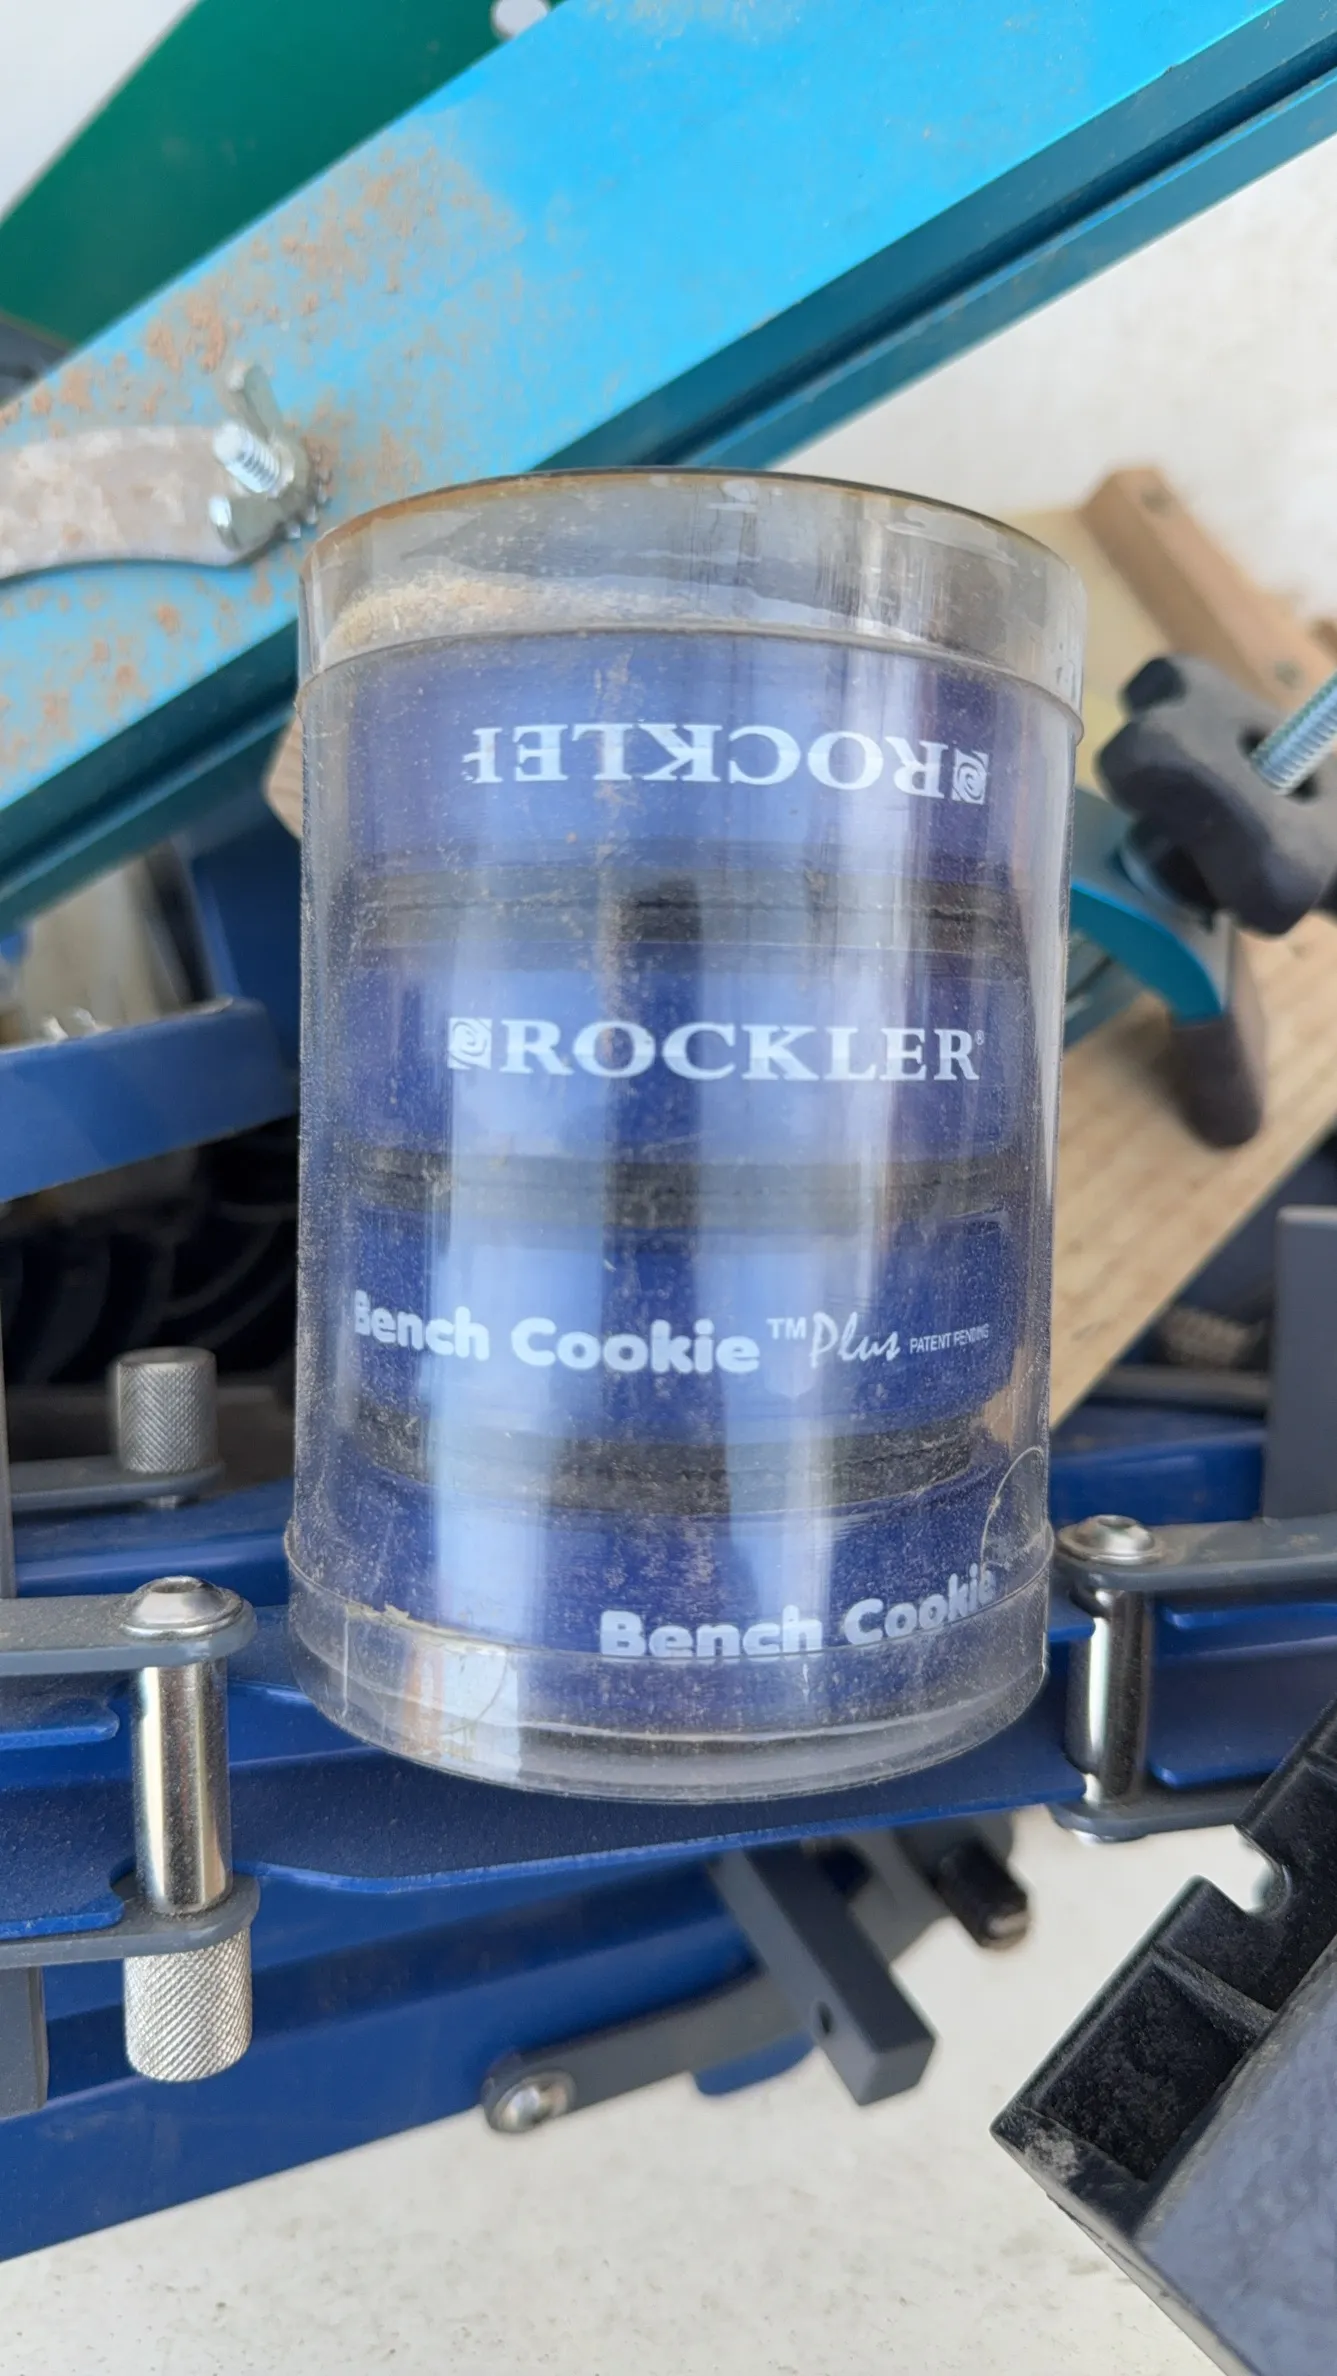 ROCKLER
ROCKLER®
Bench Cookie™ Plus PATENT PENDING
Bench Cookie